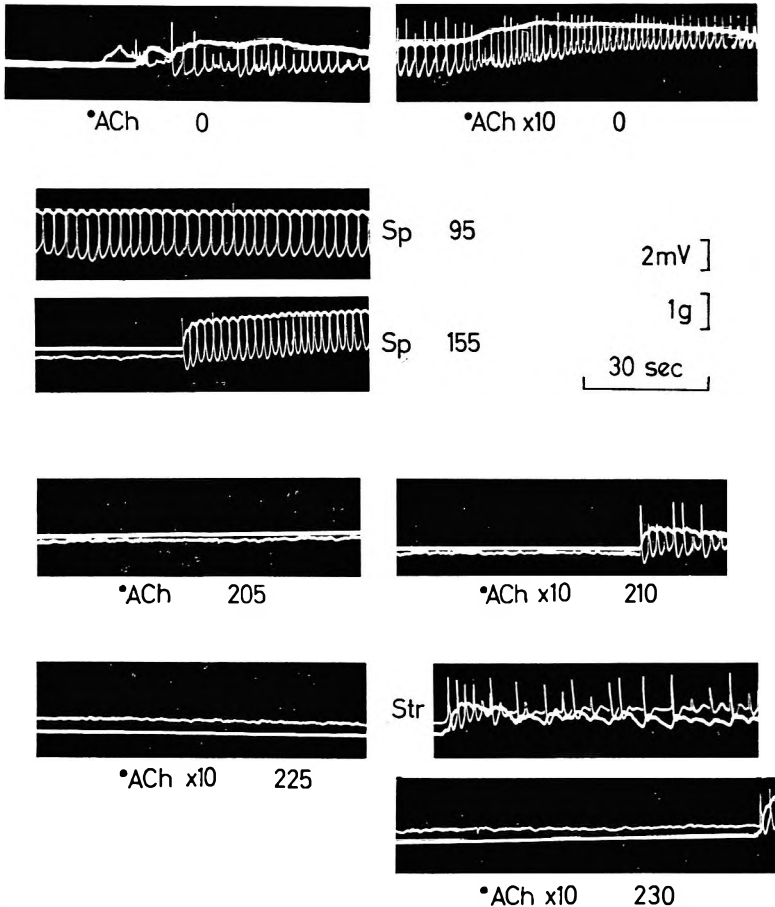 •ACh 0
•ACh x10 0
Sp 95
2mV
1g
Sp 155
30 sec
•ACh 205
•ACh x10 210
Str
•ACh x10 225
•ACh x10 230